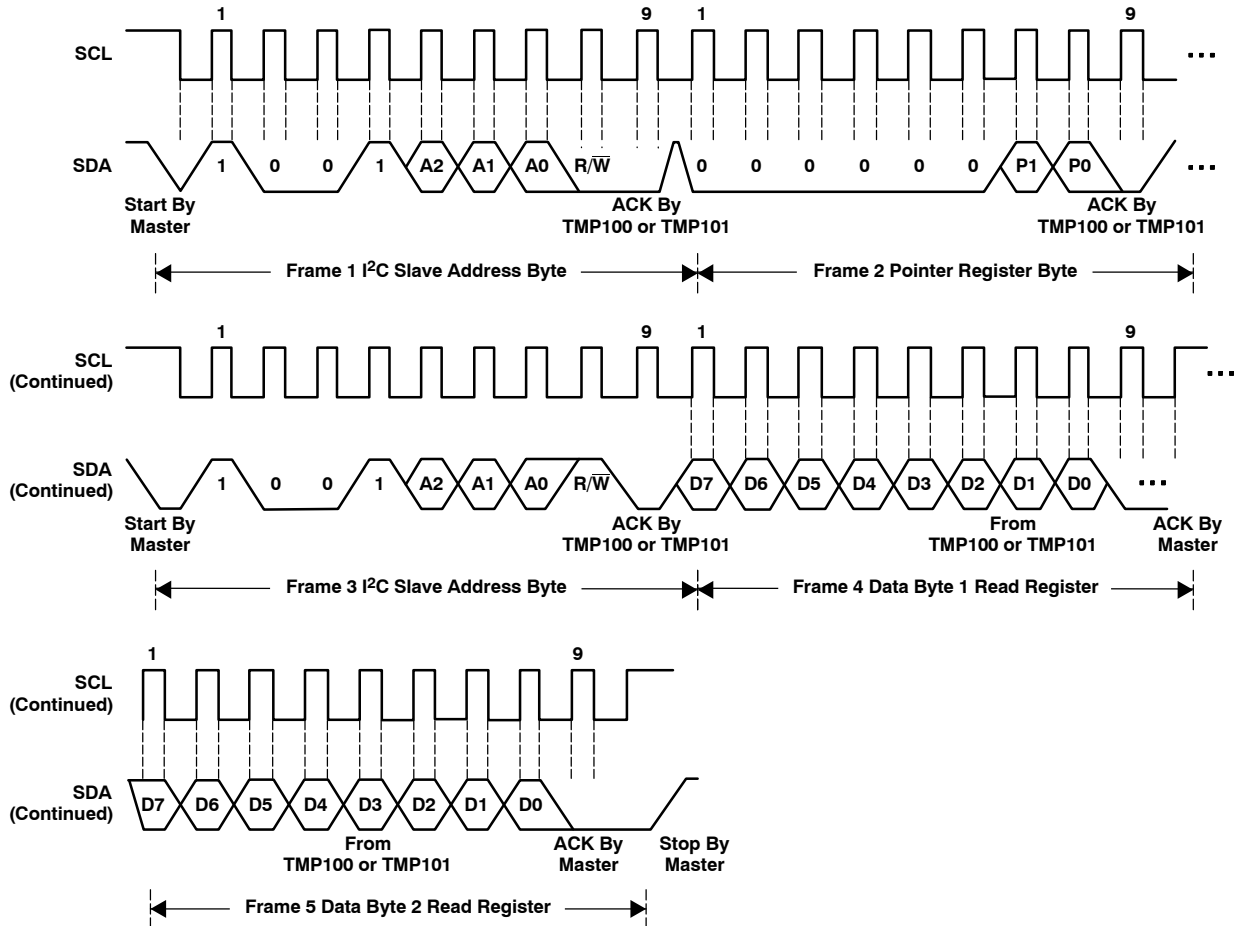 1 9 1 9
SCL ...
SDA 1 0 0 1 A2 A1 A0 R/W̅ 0 0 0 0 0 0 P1 P0 ...
Start By Master
ACK By TMP100 or TMP101
ACK By TMP100 or TMP101
Frame 1 I²C Slave Address Byte
Frame 2 Pointer Register Byte
1 9 1 9
SCL (Continued) ...
SDA (Continued) 1 0 0 1 A2 A1 A0 R/W̅ D7 D6 D5 D4 D3 D2 D1 D0 ...
Start By Master
ACK By TMP100 or TMP101
From TMP100 or TMP101
ACK By Master
Frame 3 I²C Slave Address Byte
Frame 4 Data Byte 1 Read Register
1 9
SCL (Continued)
SDA (Continued) D7 D6 D5 D4 D3 D2 D1 D0
From TMP100 or TMP101
ACK By Master
Stop By Master
Frame 5 Data Byte 2 Read Register